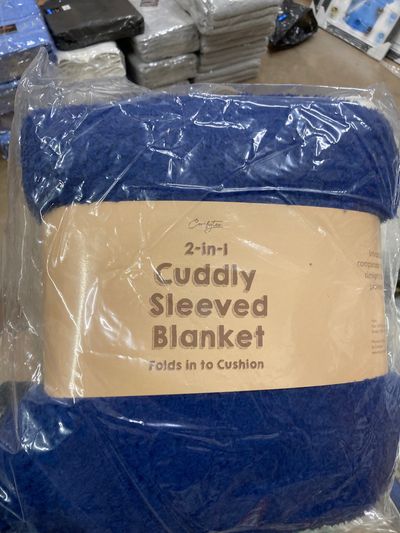 2-in-1
Cuddly
Sleeved
Blanket
Folds in to Cushion